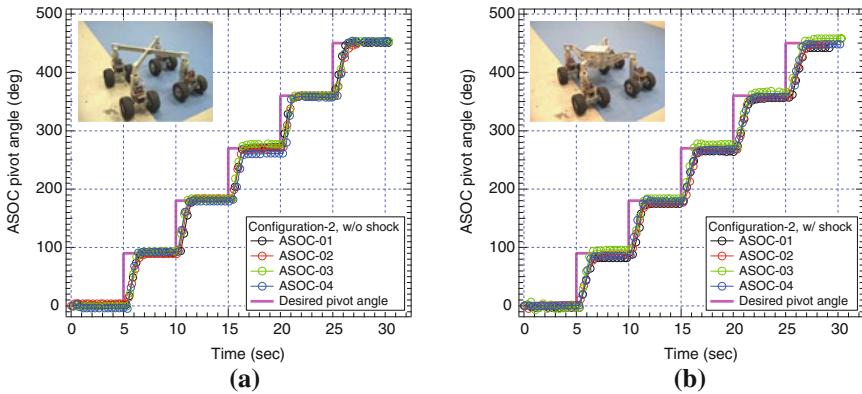 500
400
300
200
100
0
ASOC pivot angle (deg)
Configuration-2, w/o shock
ASOC-01
ASOC-02
ASOC-03
ASOC-04
Desired pivot angle
0 5 10 15 20 25 30
Time (sec)
(a)
500
400
300
200
100
0
ASOC pivot angle (deg)
Configuration-2, w/ shock
ASOC-01
ASOC-02
ASOC-03
ASOC-04
Desired pivot angle
0 5 10 15 20 25 30
Time (sec)
(b)